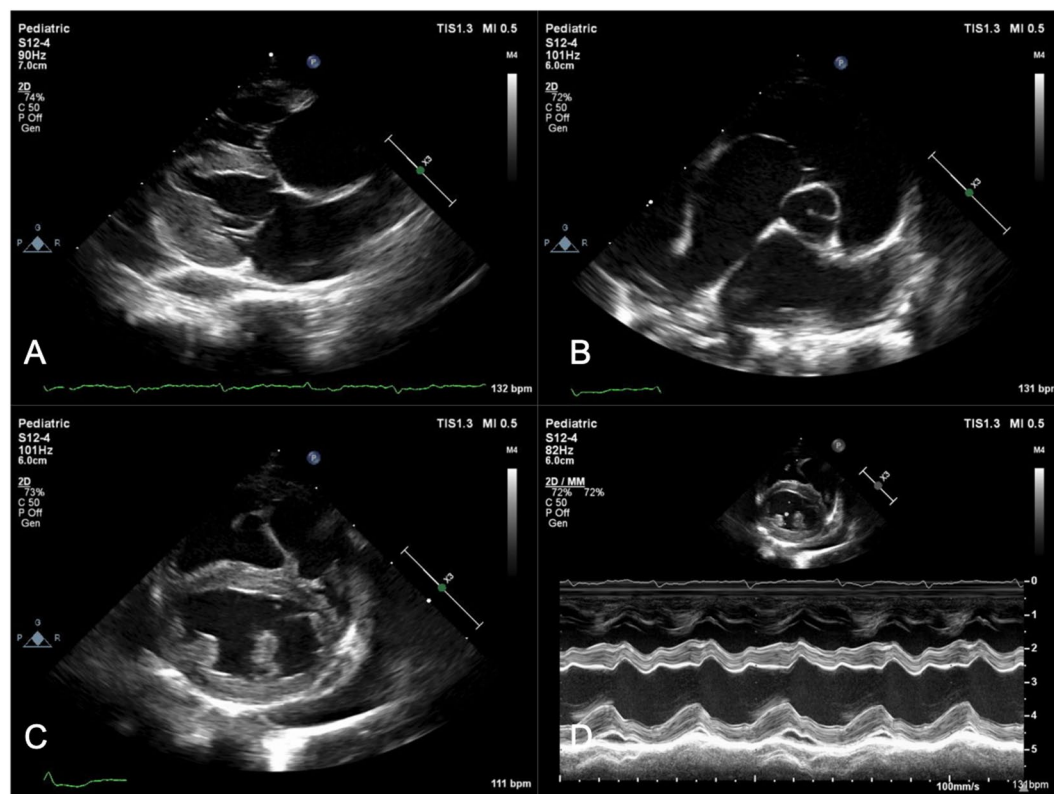 Pediatric
S12-4
90Hz
7.0cm
2D
74%
C 50
P Off
Gen
TIS1.3 MI 0.5
M4
P
X3
G
P R
A
132 bpm
Pediatric
S12-4
101Hz
6.0cm
2D
72%
C 50
P Off
Gen
TIS1.3 MI 0.5
M4
P
X3
G
P R
B
131 bpm
Pediatric
S12-4
101Hz
6.0cm
2D
73%
C 50
P Off
Gen
TIS1.3 MI 0.5
M4
P
X3
G
P R
C
111 bpm
Pediatric
S12-4
82Hz
6.0cm
2D / MM
72% 72%
C 50
P Off
Gen
TIS1.3 MI 0.5
M4
P
X3
0
1
2
3
4
5
D
100mm/s
131bpm